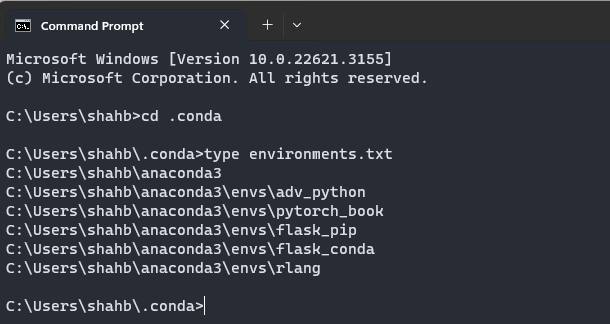 Command Prompt
Microsoft Windows [Version 10.0.22621.3155]
(c) Microsoft Corporation. All rights reserved.
C:\Users\shahb>cd .conda
C:\Users\shahb\.conda>type environments.txt
C:\Users\shahb\anaconda3
C:\Users\shahb\anaconda3\envs\adv_python
C:\Users\shahb\anaconda3\envs\pytorch_book
C:\Users\shahb\anaconda3\envs\flask_pip
C:\Users\shahb\anaconda3\envs\flask_conda
C:\Users\shahb\anaconda3\envs\rlang
C:\Users\shahb\.conda>